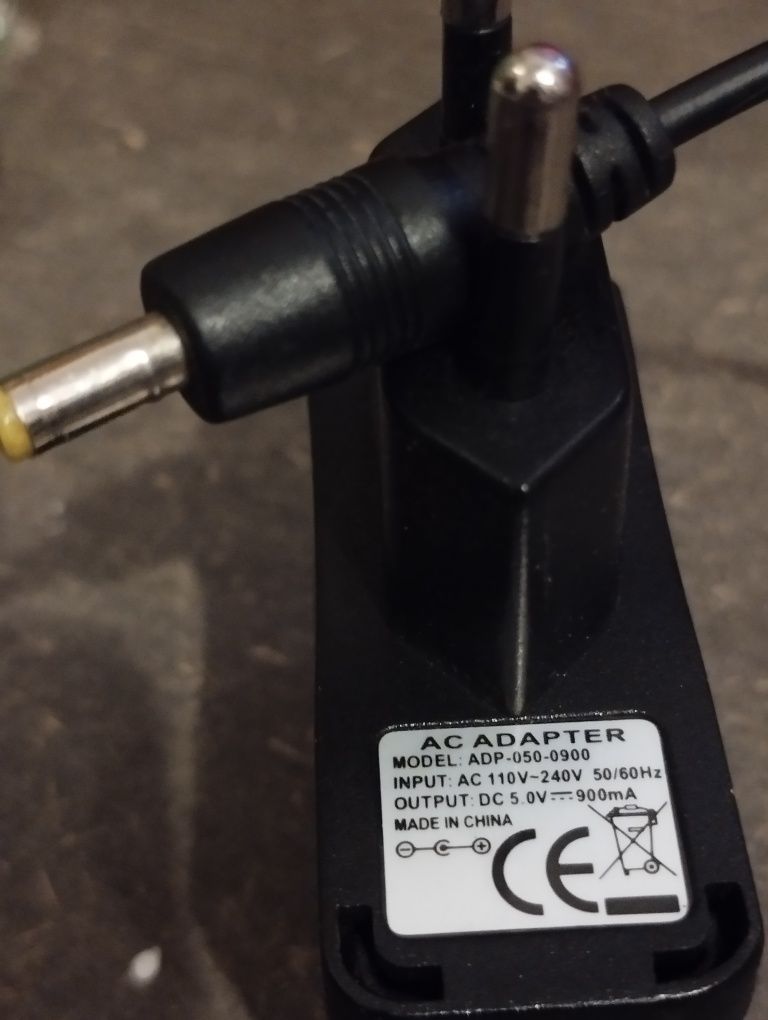 AC ADAPTER
MODEL: ADP-050-0900
INPUT: AC 110V~240V 50/60Hz
OUTPUT: DC 5.0V⎓900mA
MADE IN CHINA
CE